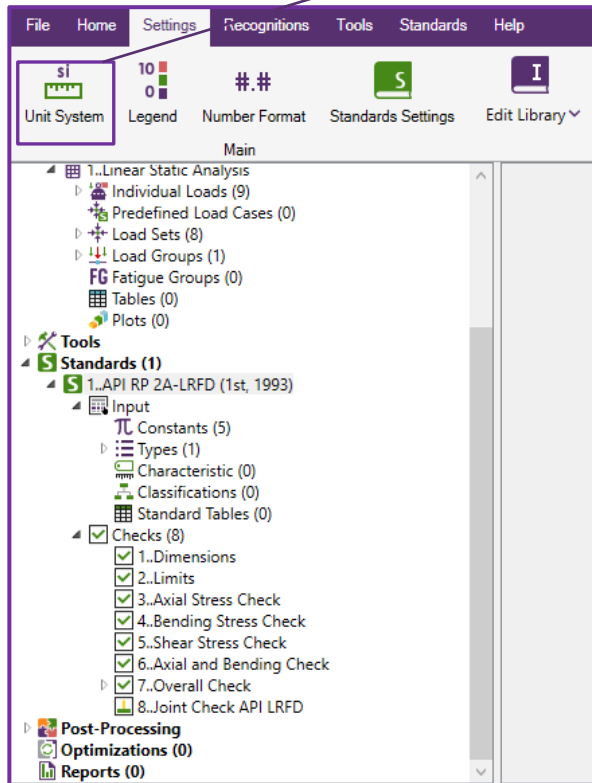 File Home Settings Recognitions Tools Standards Help
si 10 0 #.# S I
Unit System Legend Number Format Standards Settings Edit Library
Main
1..Linear Static Analysis
Individual Loads (9)
Predefined Load Cases (0)
Load Sets (8)
Load Groups (1)
FG Fatigue Groups (0)
Tables (0)
Plots (0)
Tools
S Standards (1)
S 1..API RP 2A-LRFD (1st, 1993)
Input
π Constants (5)
Types (1)
Characteristic (0)
Classifications (0)
Standard Tables (0)
Checks (8)
1..Dimensions
2..Limits
3..Axial Stress Check
4..Bending Stress Check
5..Shear Stress Check
6..Axial and Bending Check
7..Overall Check
8..Joint Check API LRFD
Post-Processing
Optimizations (0)
Reports (0)